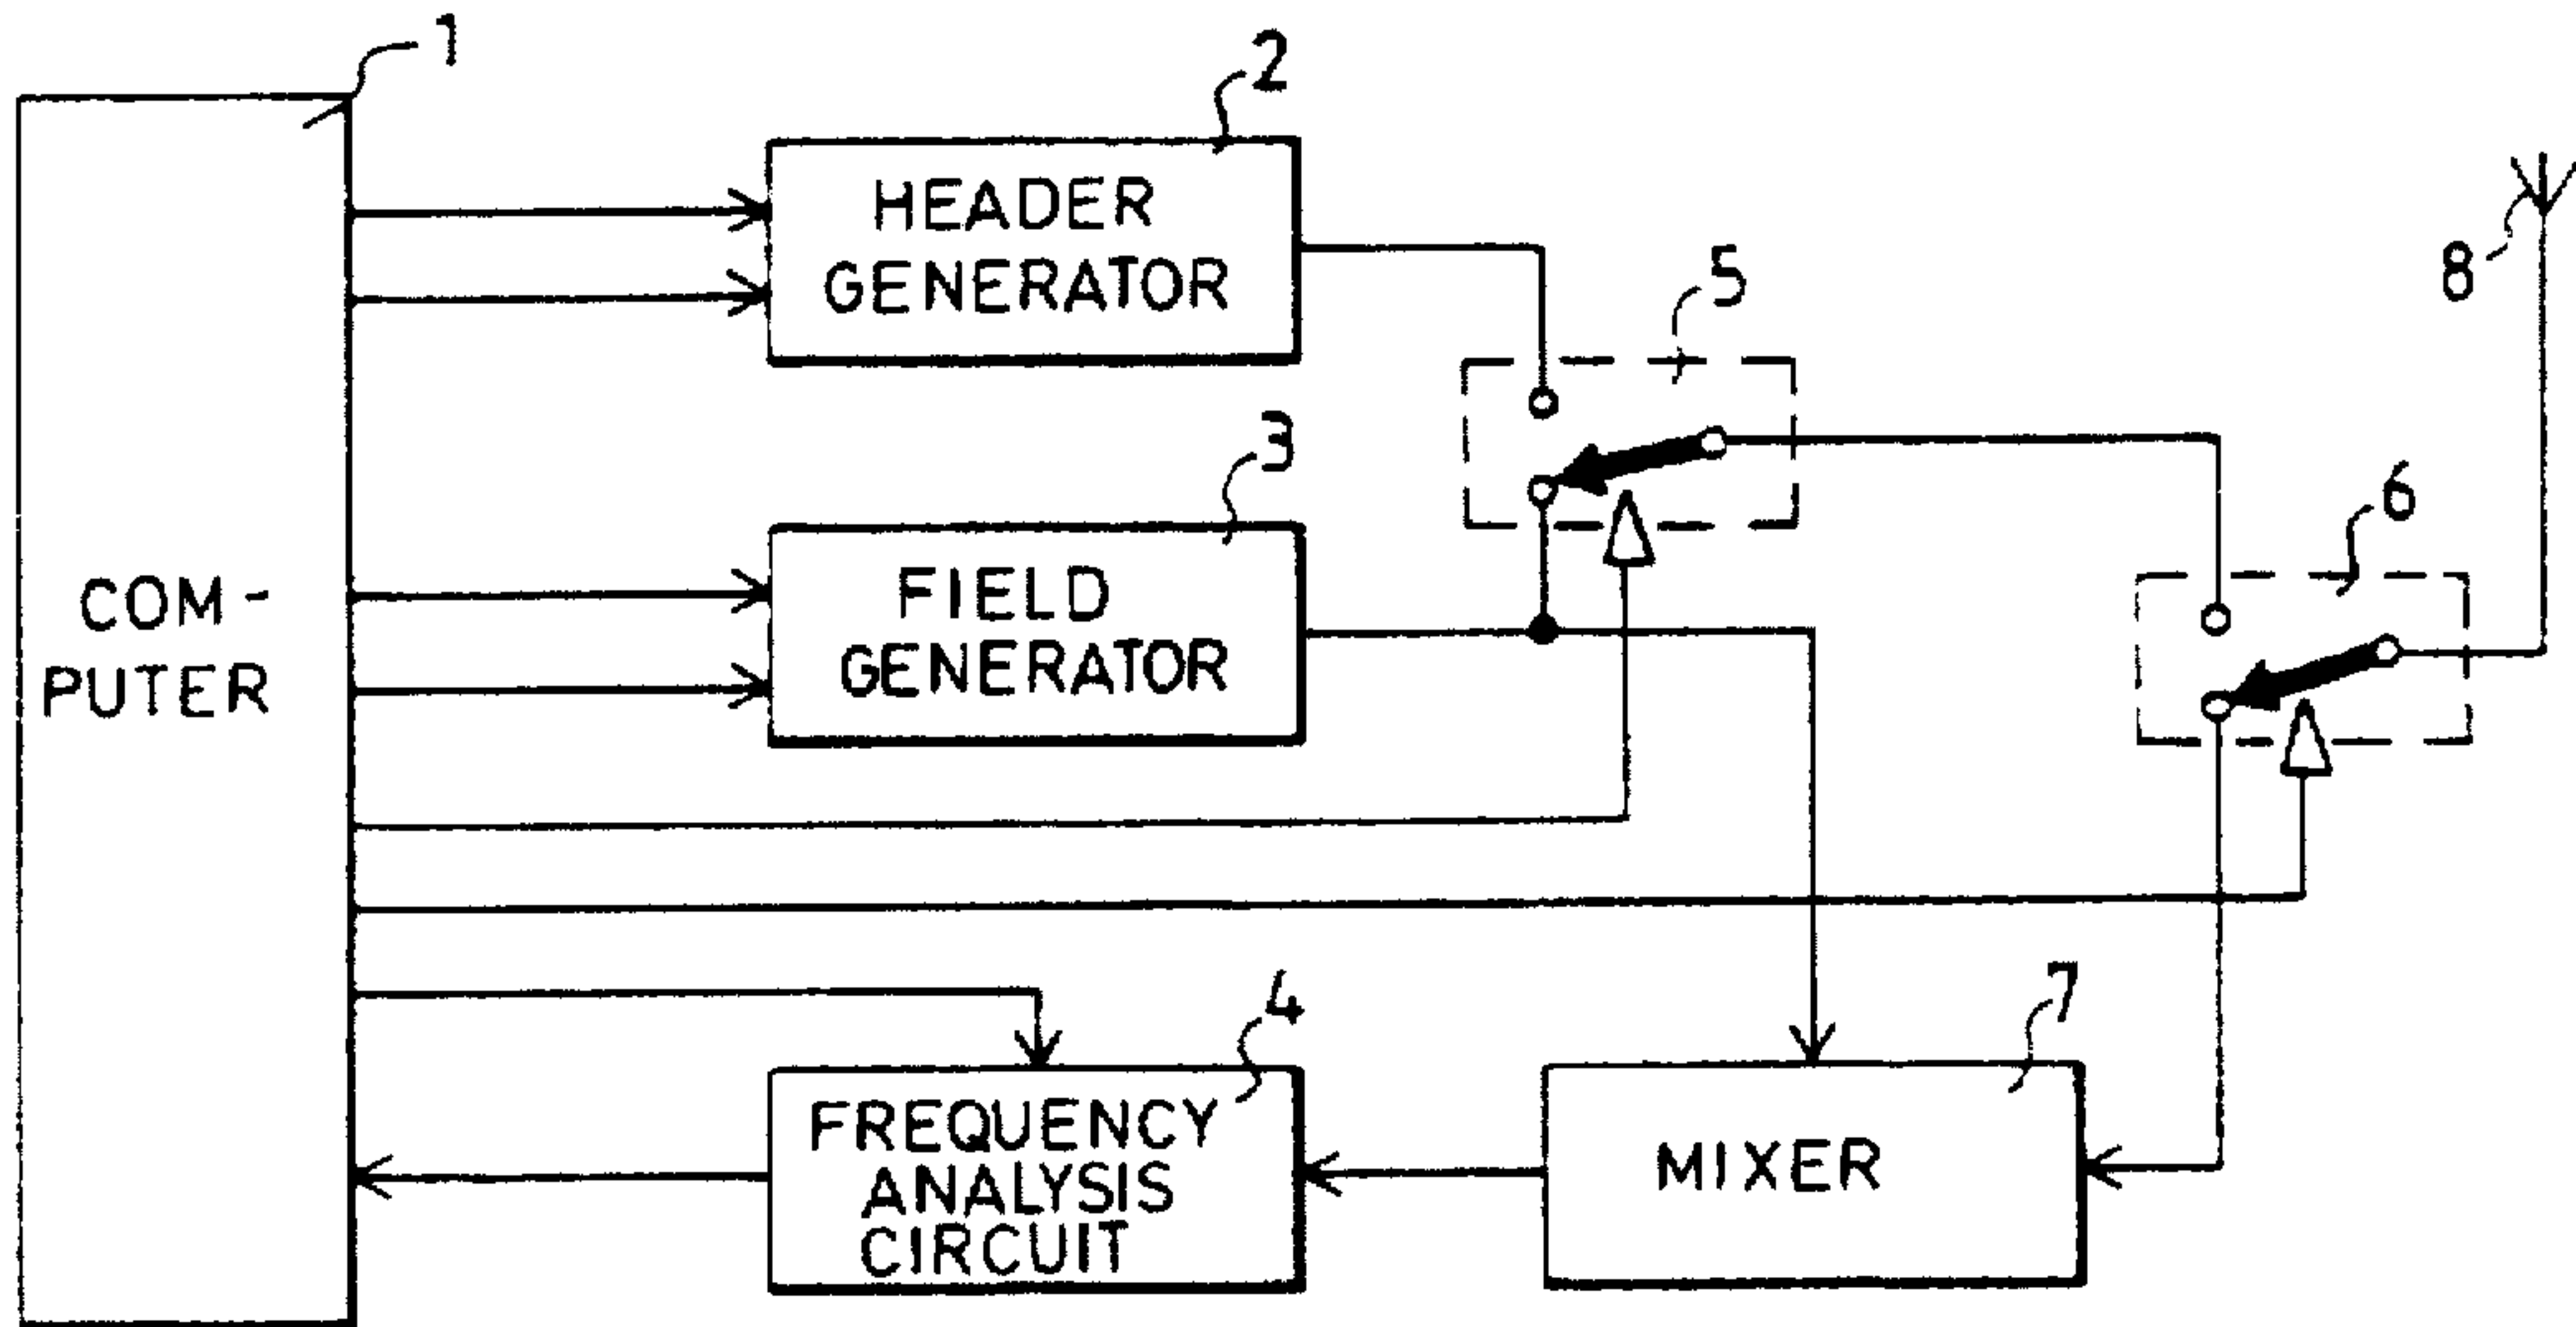 1
2
HEADER
GENERATOR
8
5
3
FIELD
GENERATOR
6
COM-
PUTER
4
FREQUENCY
ANALYSIS
CIRCUIT
7
MIXER